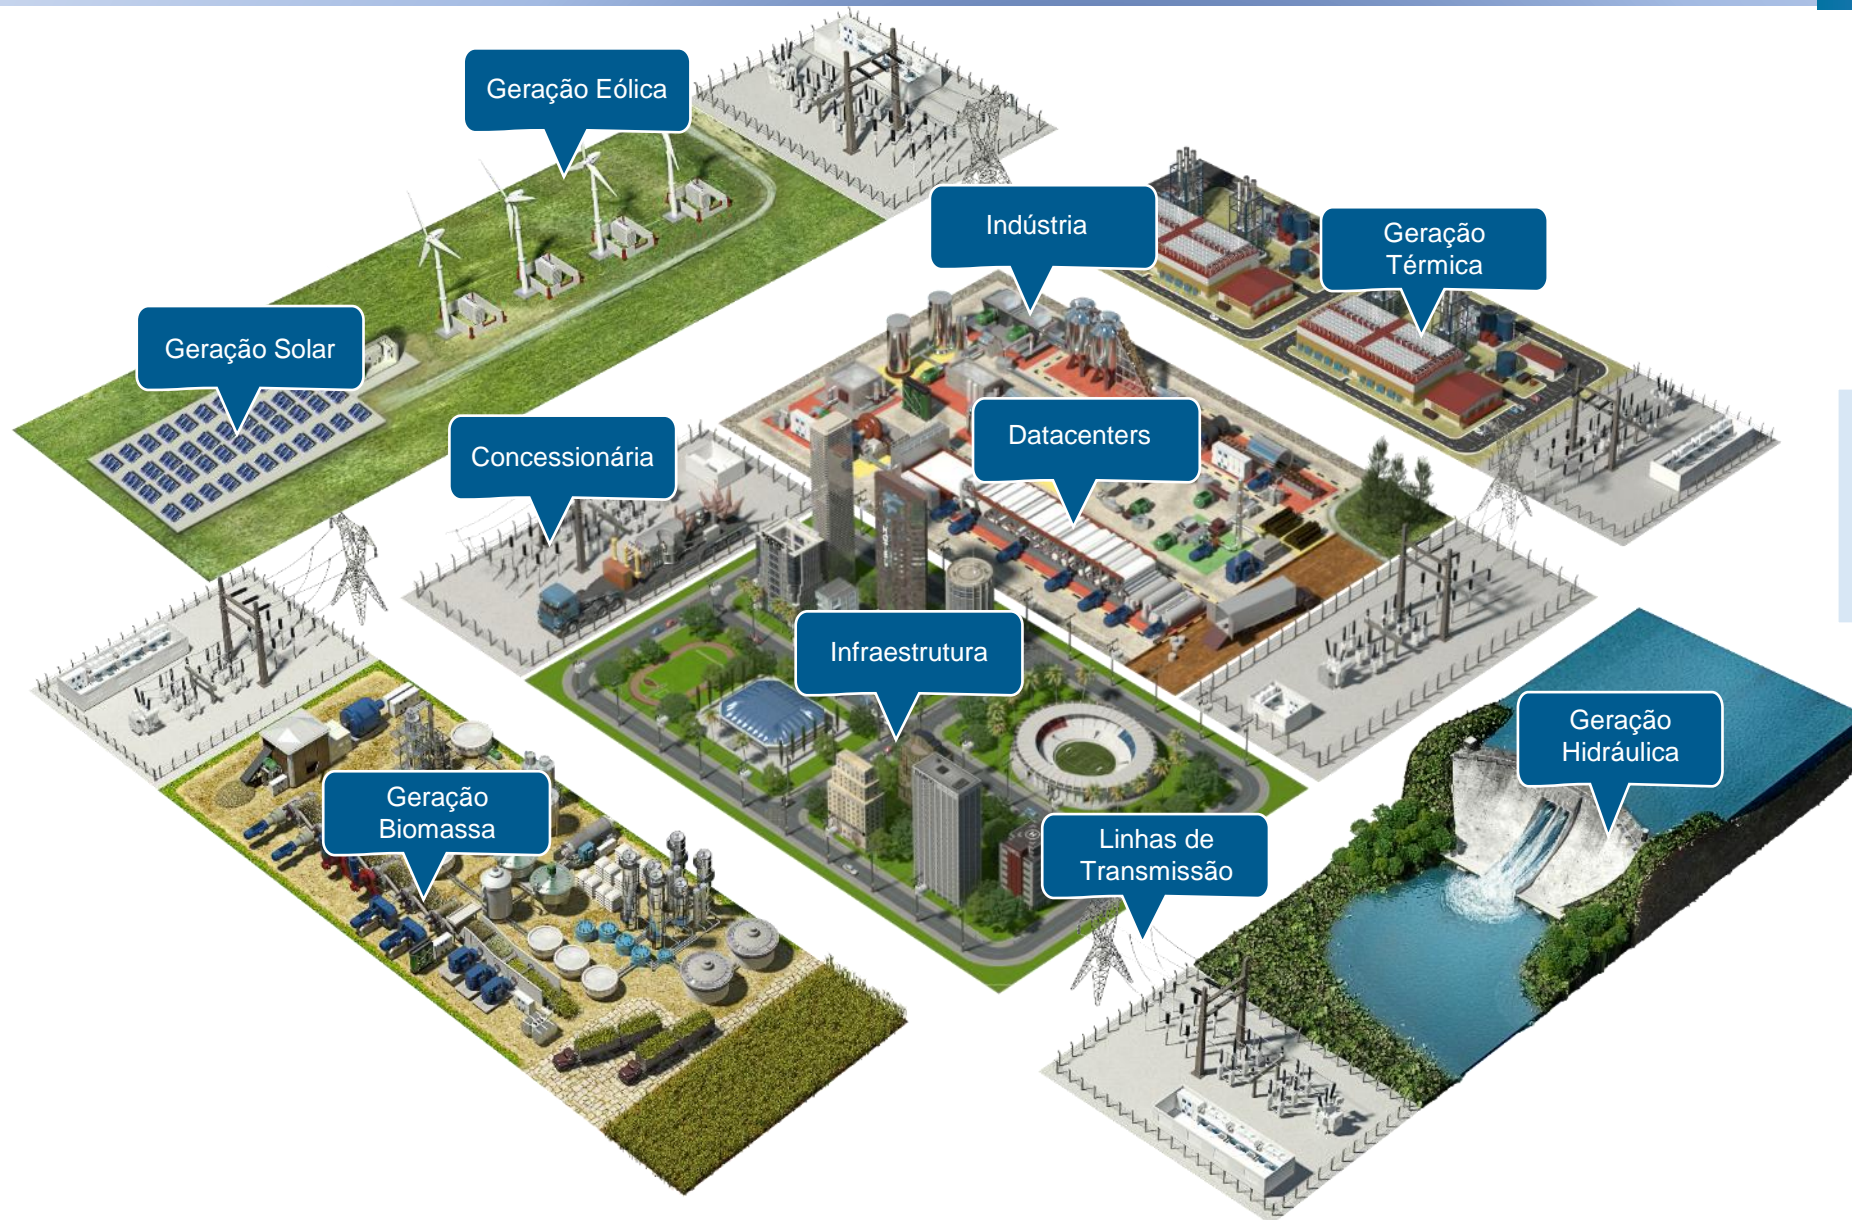 Geração Eólica
Indústria
Geração
Térmica
Geração Solar
Concessionária
Datacenters
Infraestrutura
Geração
Hidráulica
Geração
Biomassa
Linhas de
Transmissão